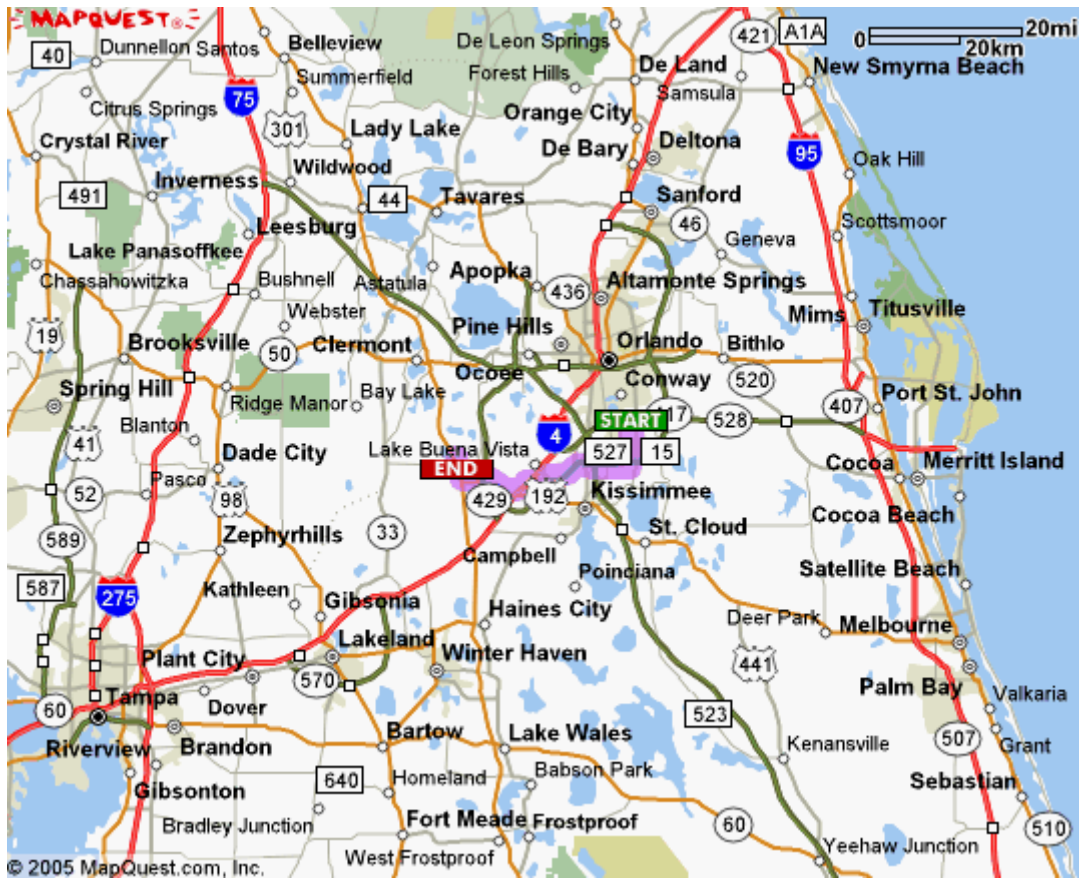 MAPQUEST®
0 20mi
20km
421 A1A
40
Dunnellon Santos
Belleview
De Leon Springs
De Land
New Smyrna Beach
Summerfield
Forest Hills
Samsula
Citrus Springs
75
Orange City
301
Lady Lake
De Bary
Deltona
95
Crystal River
Wildwood
Oak Hill
Inverness
491
44
Tavares
Sanford
46
Scottsmoor
Leesburg
Geneva
Lake Panasoffkee
Chassahowitzka
Bushnell
Astatula
Apopka
436
Altamonte Springs
Mims
Titusville
Webster
19
Pine Hills
Orlando
Brooksville
50
Clermont
Bithlo
Ocoee
Conway
520
Spring Hill
Ridge Manor
Bay Lake
Port St. John
407
START
17
528
Blanton
4
41
Dade City
Lake Buena Vista
527
15
END
Cocoa
Merritt Island
Pasco
52
98
429
192
Kissimmee
Cocoa Beach
33
St. Cloud
589
Zephyrhills
Campbell
Satellite Beach
587
275
Kathleen
Poinciana
Gibsonia
Haines City
Deer Park
Melbourne
Lakeland
Plant City
Winter Haven
441
570
Palm Bay
Tampa
60
Dover
Valkaria
523
Riverview
Brandon
Bartow
Lake Wales
507
Grant
Kenansville
640
Homeland
Babson Park
Sebastian
Gibsonton
Bradley Junction
Fort Meade
Frostproof
60
510
West Frostproof
Yeehaw Junction
© 2005 MapQuest.com, Inc.